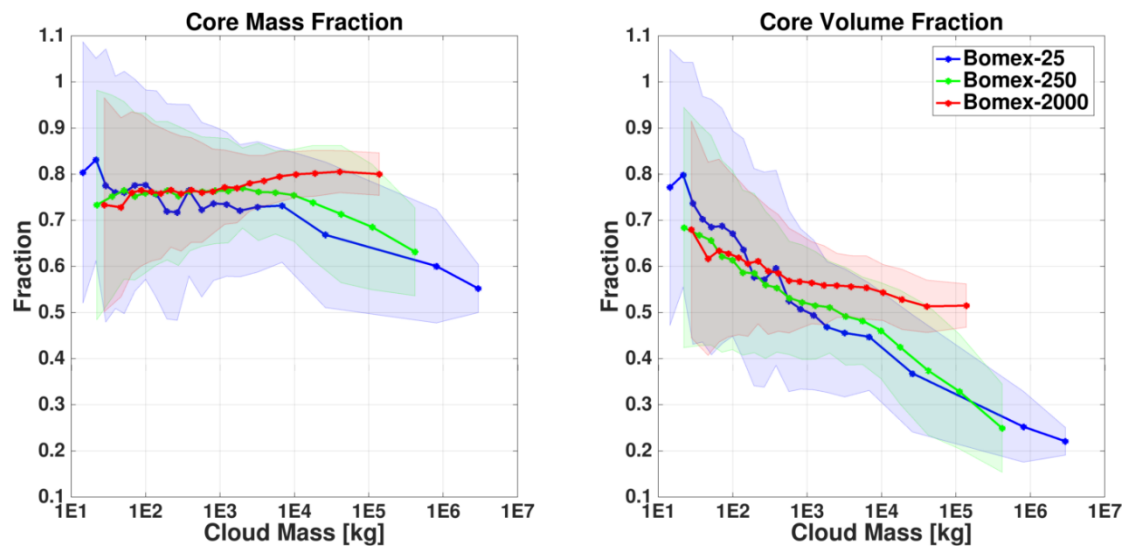 Core Mass Fraction
1.1
1
0.9
0.8
0.7
0.6
0.5
0.4
0.3
0.2
0.1
Fraction
1E1 1E2 1E3 1E4 1E5 1E6 1E7
Cloud Mass [kg]
Core Volume Fraction
Bomex-25
Bomex-250
Bomex-2000
1.1
1
0.9
0.8
0.7
0.6
0.5
0.4
0.3
0.2
0.1
Fraction
1E1 1E2 1E3 1E4 1E5 1E6 1E7
Cloud Mass [kg]